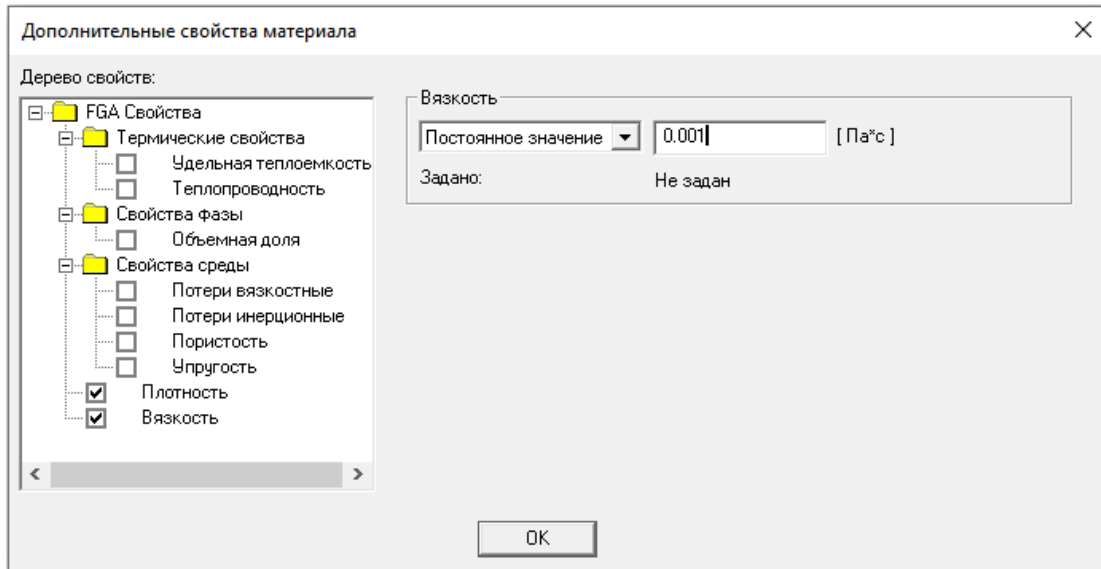 Дополнительные свойства материала
Дерево свойств:
FGA Свойства
Термические свойства
Удельная теплоемкость
Теплопроводность
Свойства фазы
Объемная доля
Свойства среды
Потери вязкостные
Потери инерционные
Пористость
Упругость
Плотность
Вязкость
Вязкость
Постоянное значение 0.001 [ Па*с ]
Задано: Не задан
OK